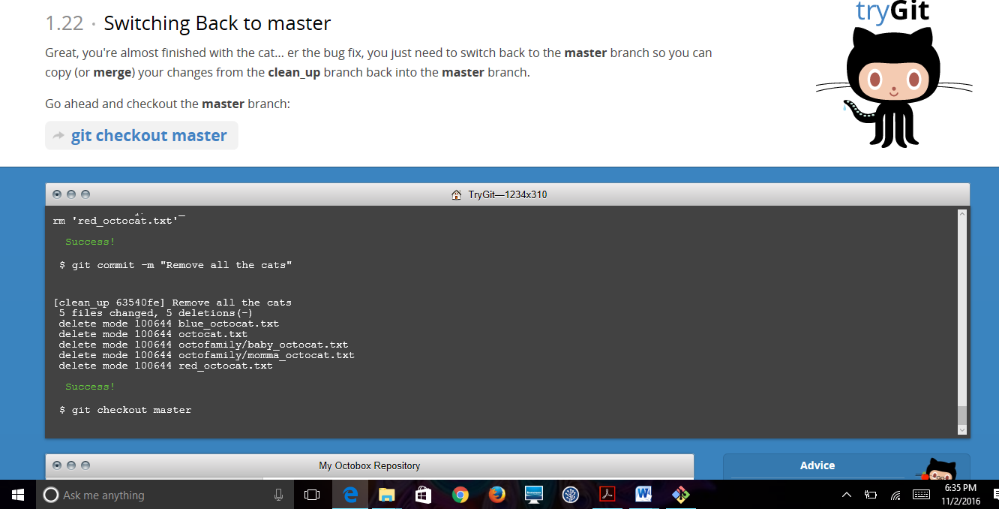 tryGit
1.22 · Switching Back to master
Great, you're almost finished with the cat... er the bug fix, you just need to switch back to the master branch so you can
copy (or merge) your changes from the clean_up branch back into the master branch.
Go ahead and checkout the master branch:
git checkout master
TryGit—1234x310
rm 'red_octocat.txt'
Success!
$ git commit -m "Remove all the cats"
[clean_up 63540fe] Remove all the cats
5 files changed, 5 deletions(-)
delete mode 100644 blue_octocat.txt
delete mode 100644 octocat.txt
delete mode 100644 octofamily/baby_octocat.txt
delete mode 100644 octofamily/momma_octocat.txt
delete mode 100644 red_octocat.txt
Success!
$ git checkout master
My Octobox Repository
Advice
Ask me anything
6:35 PM
11/2/2016